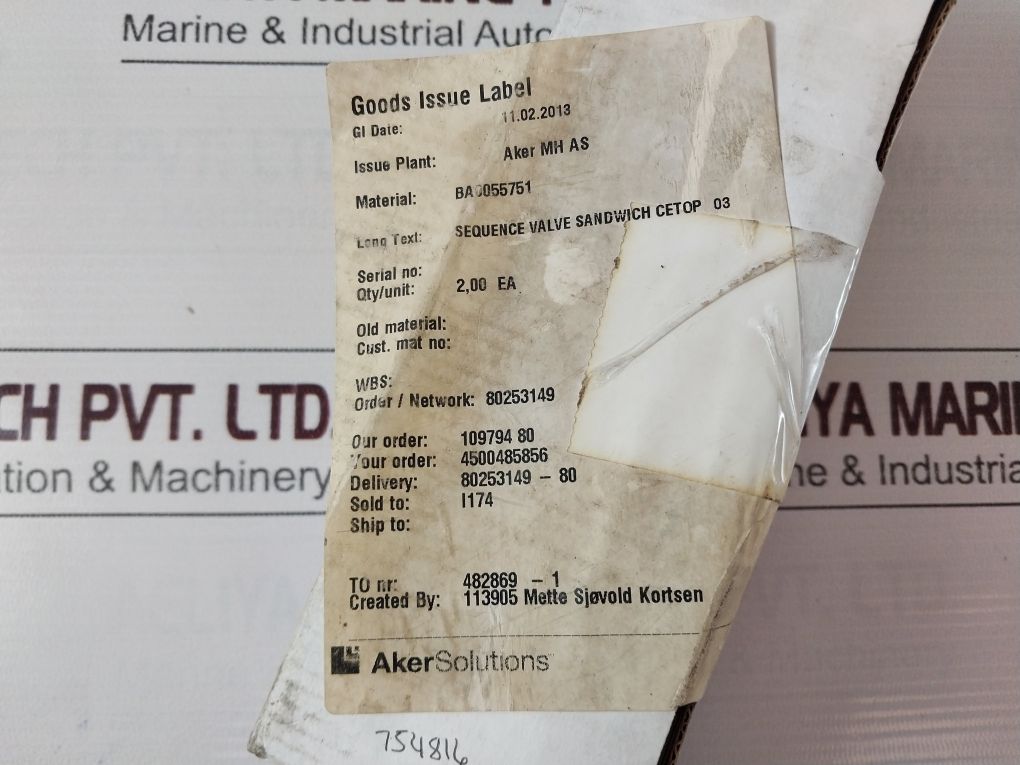 Marine & Industrial Auto
Goods Issue Label
GI Date: 11.02.2013
Issue Plant: Aker MH AS
Material: BA0055751
Long Text: SEQUENCE VALVE SANDWICH CETOP 03
Serial no:
Qty/unit: 2,00 EA
Old material:
Cust. mat no:
WBS:
Order / Network: 80253149
Our order: 109794 80
Your order: 4500485856
Delivery: 80253149 - 80
Sold to: I174
Ship to:
TO nr: 482869 - 1
Created By: 113905 Mette Sjøvold Kortsen
AkerSolutions
754816
CH PVT. LTD
YA MARI
tion & Machinery
ne & Industria